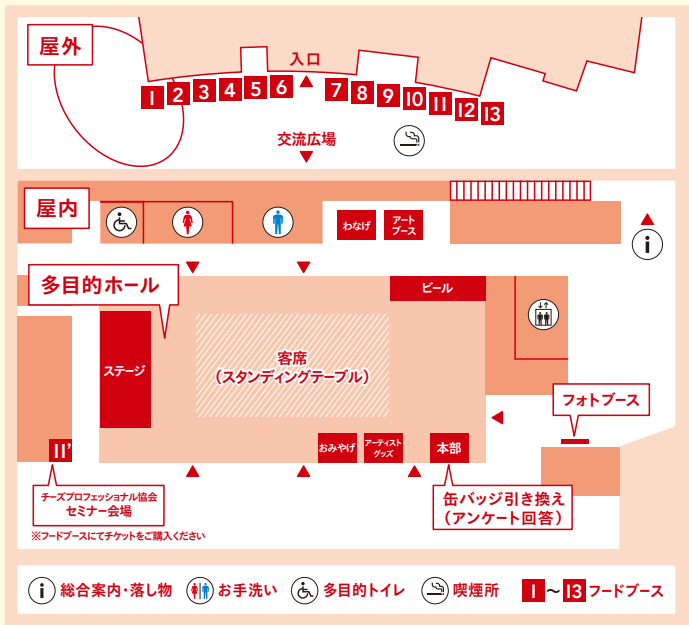 屋外
入口
1 2 3 4 5 6 7 8 9 10 11 12 13
交流広場
屋内
わなげ
アート
ブース
i
多目的ホール
ビール
ステージ
客席
(スタンディングテーブル)
フォトブース
おみやげ
アーティスト
グッズ
本部
11'
チーズプロフェッショナル協会
セミナー会場
※フードブースにてチケットをご購入ください
缶バッジ引き換え
(アンケート回答)
i 総合案内・落し物 お手洗い 多目的トイレ 喫煙所 1～13 フードブース